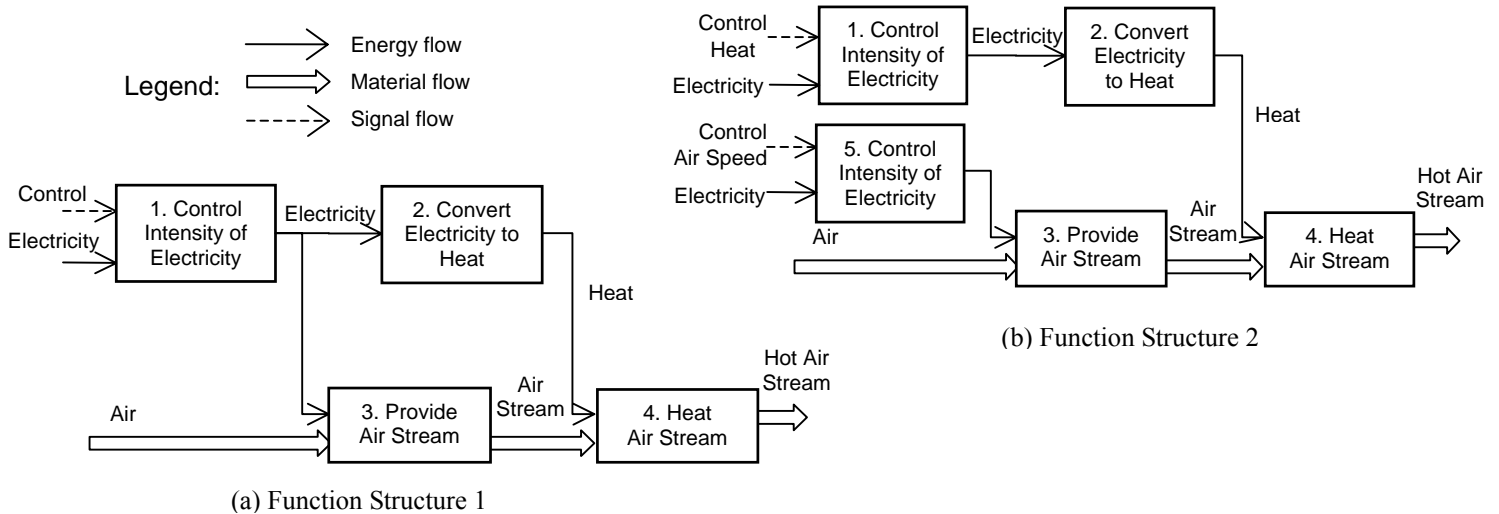 Legend:
Energy flow
Material flow
Signal flow
Control
Electricity
1. Control
Intensity of
Electricity
Electricity
2. Convert
Electricity to
Heat
Heat
Air
3. Provide
Air Stream
Air
Stream
4. Heat
Air Stream
Hot Air
Stream
(a) Function Structure 1
Control
Heat
Electricity
1. Control
Intensity of
Electricity
Electricity
2. Convert
Electricity
to Heat
Heat
Control
Air Speed
Electricity
5. Control
Intensity of
Electricity
Air
3. Provide
Air Stream
Air
Stream
4. Heat
Air Stream
Hot Air
Stream
(b) Function Structure 2